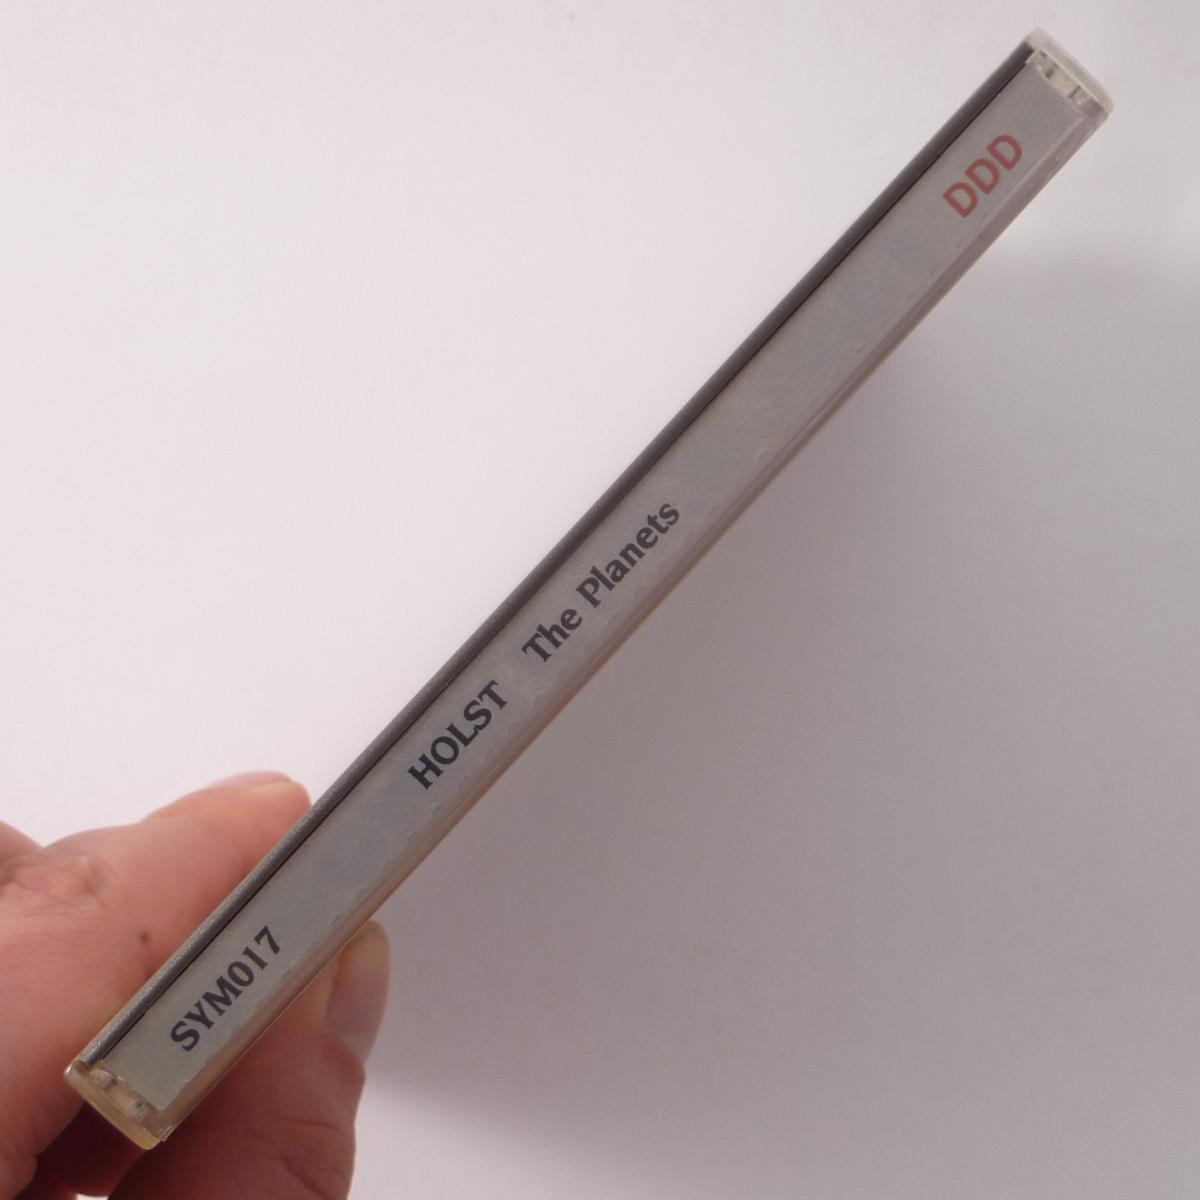 SYM017 HOLST The Planets DDD